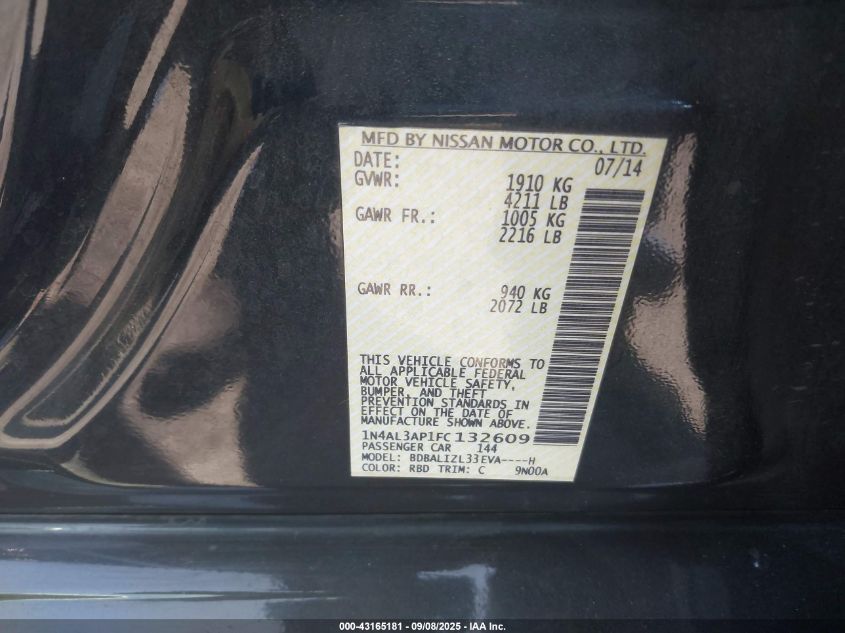 MFD BY NISSAN MOTOR CO., LTD.
DATE: 07/14
GVWR: 1910 KG
4211 LB
GAWR FR.: 1005 KG
2216 LB
GAWR RR.: 940 KG
2072 LB
THIS VEHICLE CONFORMS TO
ALL APPLICABLE FEDERAL
MOTOR VEHICLE SAFETY,
BUMPER, AND THEFT
PREVENTION STANDARDS IN
EFFECT ON THE DATE OF
MANUFACTURE SHOWN ABOVE.
1N4AL3AP1FC132609
PASSENGER CAR 144
MODEL: BDBALIZL33EVA----H
COLOR: RBD TRIM: C 9N00A
000-43165181 - 09/08/2025 - IAA Inc.